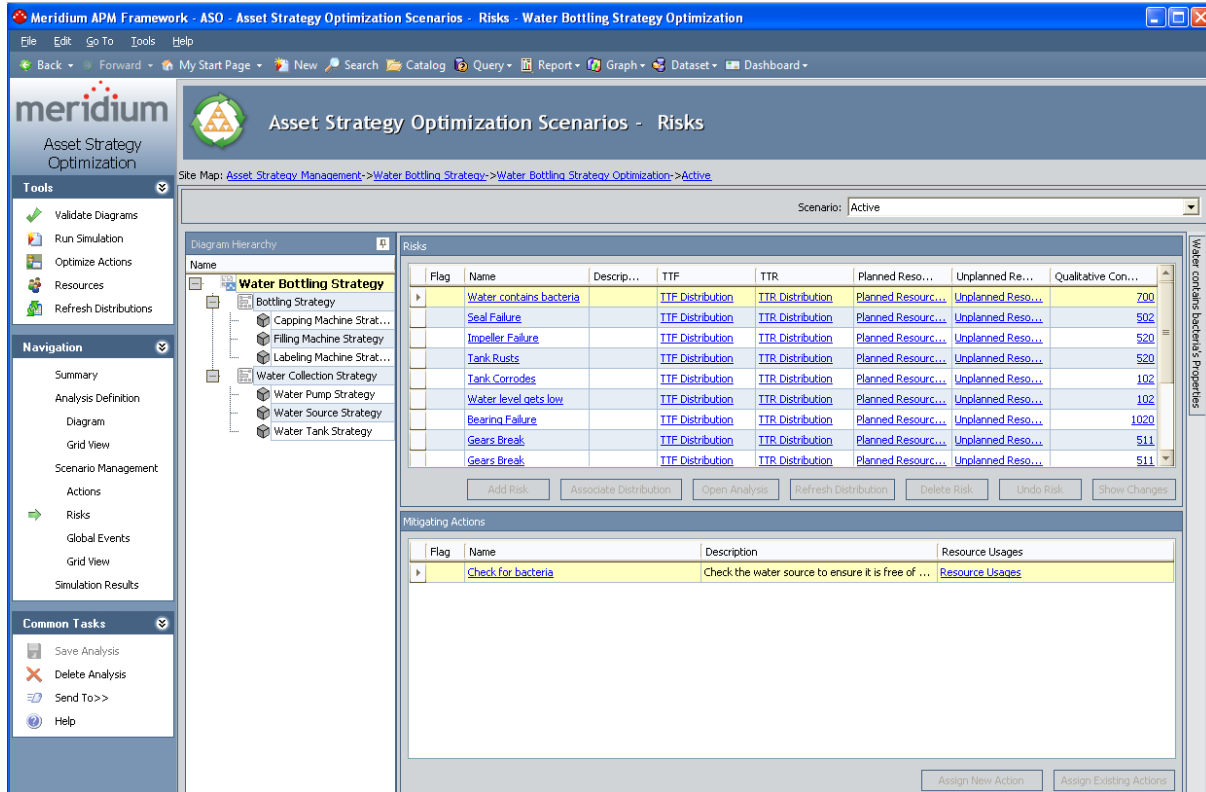 Meridium APM Framework - ASO - Asset Strategy Optimization Scenarios - Risks - Water Bottling Strategy Optimization
File Edit Go To Tools Help
Back Forward My Start Page New Search Catalog Query Report Graph Dataset Dashboard
meridium
Asset Strategy
Optimization
Asset Strategy Optimization Scenarios - Risks
Site Map: Asset Strategy Management->Water Bottling Strategy->Water Bottling Strategy Optimization->Active
Scenario: Active
Tools
Validate Diagrams
Run Simulation
Optimize Actions
Resources
Refresh Distributions
Navigation
Summary
Analysis Definition
Diagram
Grid View
Scenario Management
Actions
Risks
Global Events
Grid View
Simulation Results
Common Tasks
Save Analysis
Delete Analysis
Send To>>
Help
Diagram Hierarchy
Name
Water Bottling Strategy
Bottling Strategy
Capping Machine Strat...
Filling Machine Strategy
Labeling Machine Strat...
Water Collection Strategy
Water Pump Strategy
Water Source Strategy
Water Tank Strategy
Risks
Flag Name Descrip... TTF TTR Planned Reso... Unplanned Re... Qualitative Con...
Water contains bacteria TTF Distribution TTR Distribution Planned Resourc... Unplanned Reso... 700
Seal Failure TTF Distribution TTR Distribution Planned Resourc... Unplanned Reso... 502
Impeller Failure TTF Distribution TTR Distribution Planned Resourc... Unplanned Reso... 520
Tank Rusts TTF Distribution TTR Distribution Planned Resourc... Unplanned Reso... 520
Tank Corrodes TTF Distribution TTR Distribution Planned Resourc... Unplanned Reso... 102
Water level gets low TTF Distribution TTR Distribution Planned Resourc... Unplanned Reso... 102
Bearing Failure TTF Distribution TTR Distribution Planned Resourc... Unplanned Reso... 1020
Gears Break TTF Distribution TTR Distribution Planned Resourc... Unplanned Reso... 511
Gears Break TTF Distribution TTR Distribution Planned Resourc... Unplanned Reso... 511
Add Risk Associate Distribution Open Analysis Refresh Distribution Delete Risk Undo Risk Show Changes
Mitigating Actions
Flag Name Description Resource Usages
Check for bacteria Check the water source to ensure it is free of ... Resource Usages
Assign New Action Assign Existing Actions
Water contains bacteria's Properties